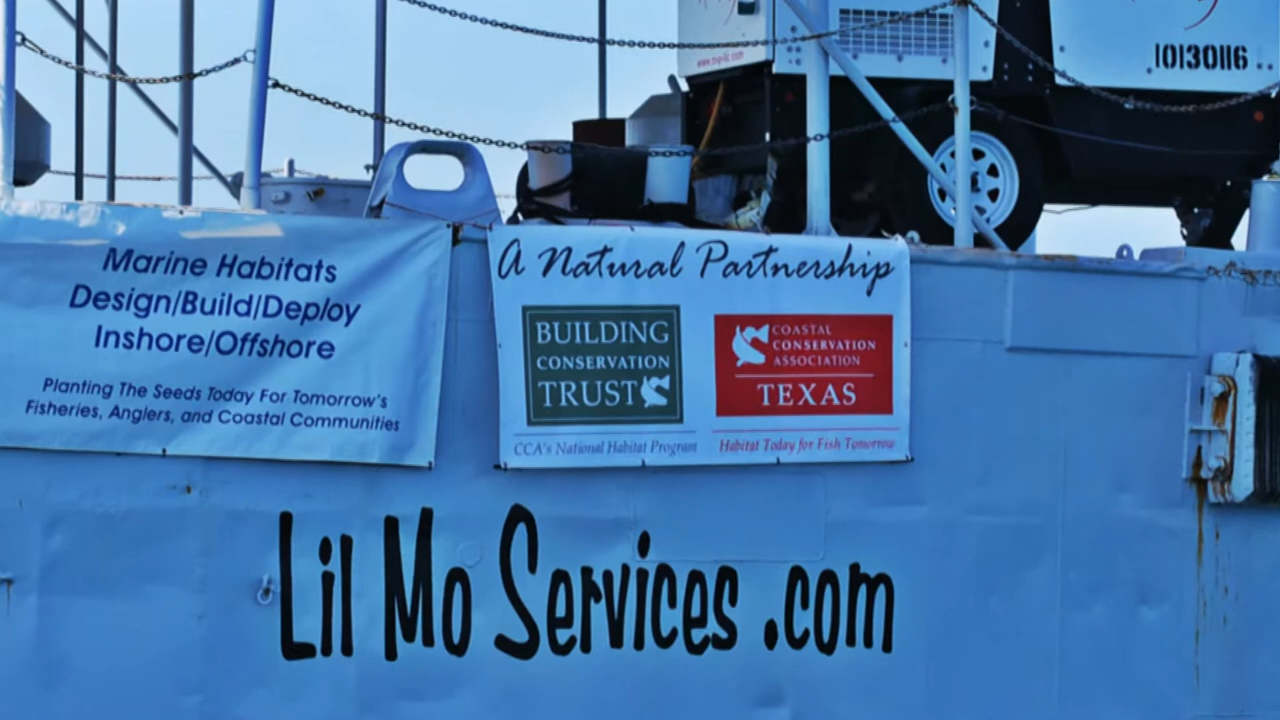 10130116
Marine Habitats
Design/Build/Deploy
Inshore/Offshore
Planting The Seeds Today For Tomorrow's
Fisheries, Anglers, and Coastal Communities
A Natural Partnership
BUILDING
CONSERVATION
TRUST
CCA's National Habitat Program
COASTAL
CONSERVATION
ASSOCIATION
TEXAS
Habitat Today for Fish Tomorrow
Lil Mo Services .com